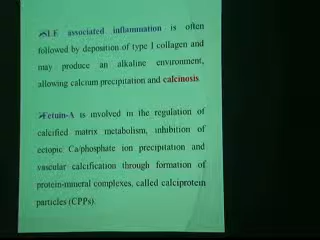 SLE associated inflammation is often
followed by deposition of type I collagen and
may produce an alkaline environment,
allowing calcium precipitation and calcinosis.
Fetuin-A is involved in the regulation of
calcified matrix metabolism, inhibition of
ectopic Ca/phosphate ion precipitation and
vascular calcification through formation of
protein-mineral complexes, called calciprotein
particles (CPPs).